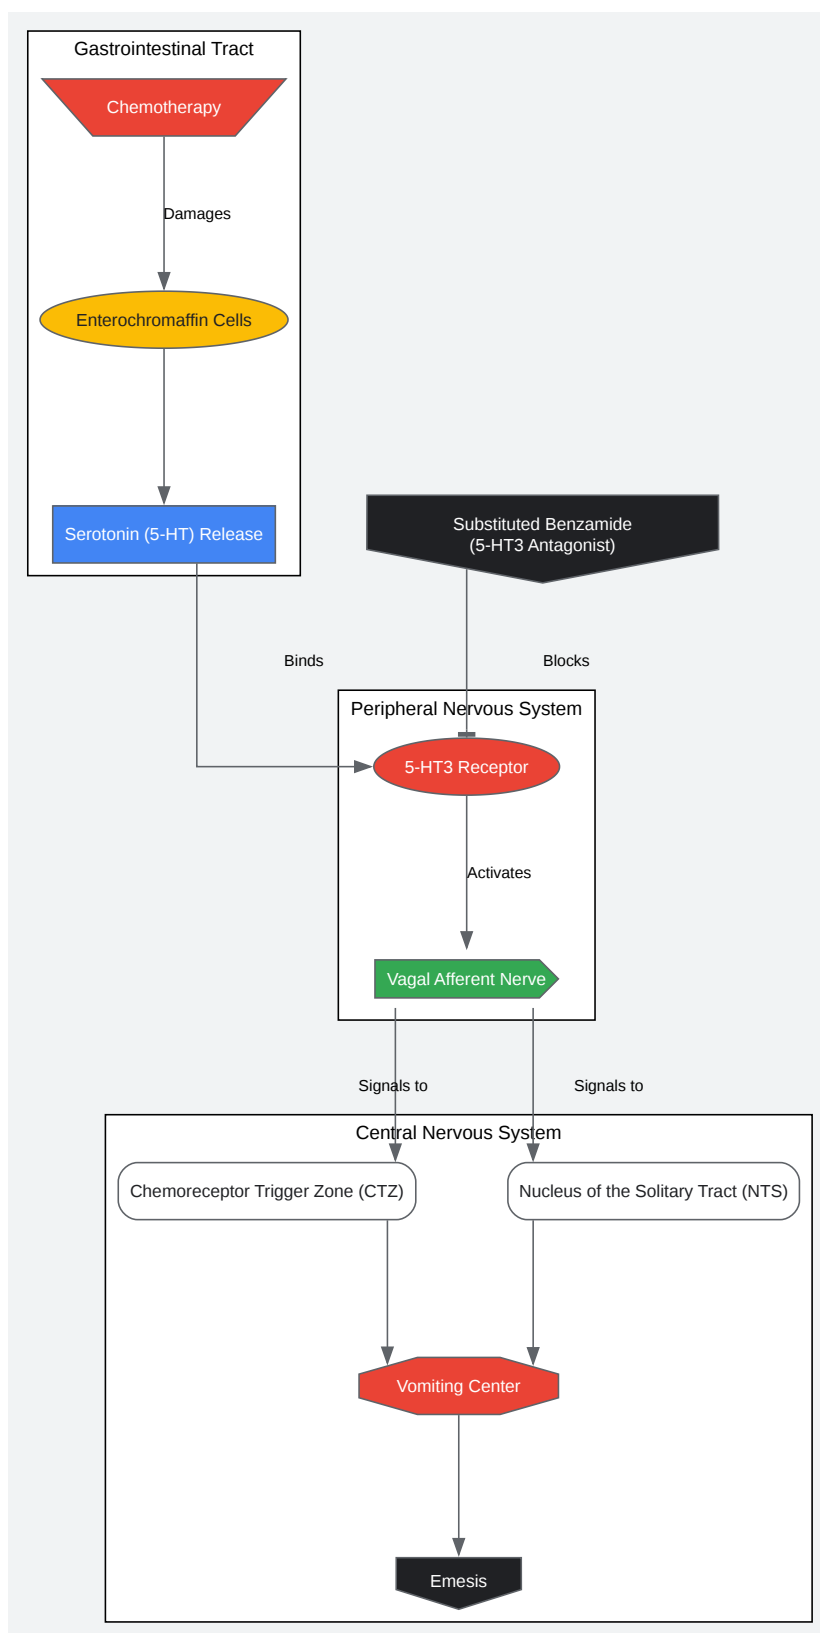 Gastrointestinal Tract
Chemotherapy
Damages
Enterochromaffin Cells
Serotonin (5-HT) Release
Substituted Benzamide
(5-HT3 Antagonist)
Binds
Blocks
Peripheral Nervous System
5-HT3 Receptor
Activates
Vagal Afferent Nerve
Signals to
Signals to
Central Nervous System
Chemoreceptor Trigger Zone (CTZ)
Nucleus of the Solitary Tract (NTS)
Vomiting Center
Emesis